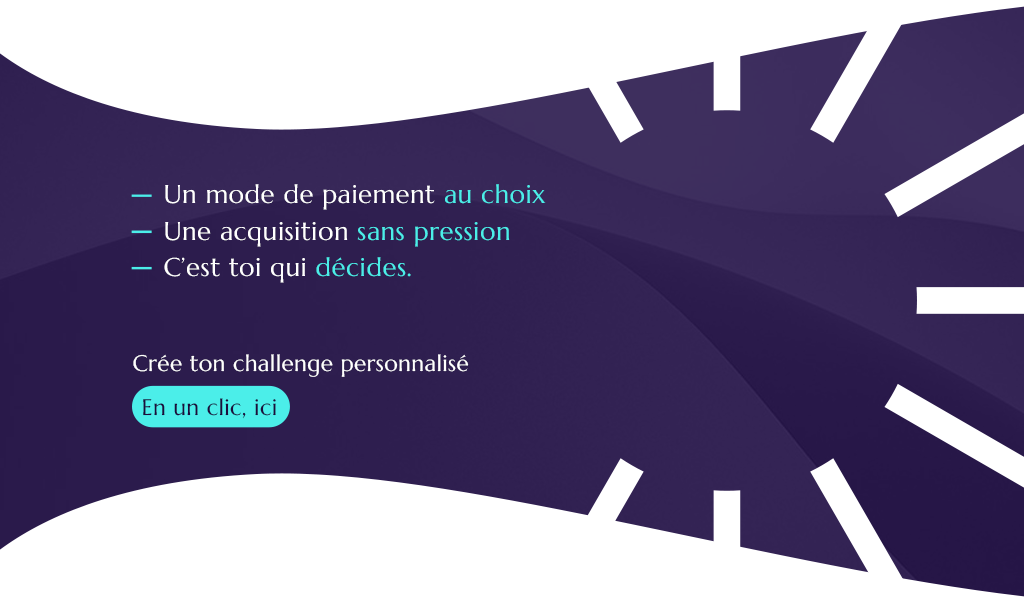 — Un mode de paiement au choix
— Une acquisition sans pression
— C’est toi qui décides.
Crée ton challenge personnalisé
En un clic, ici